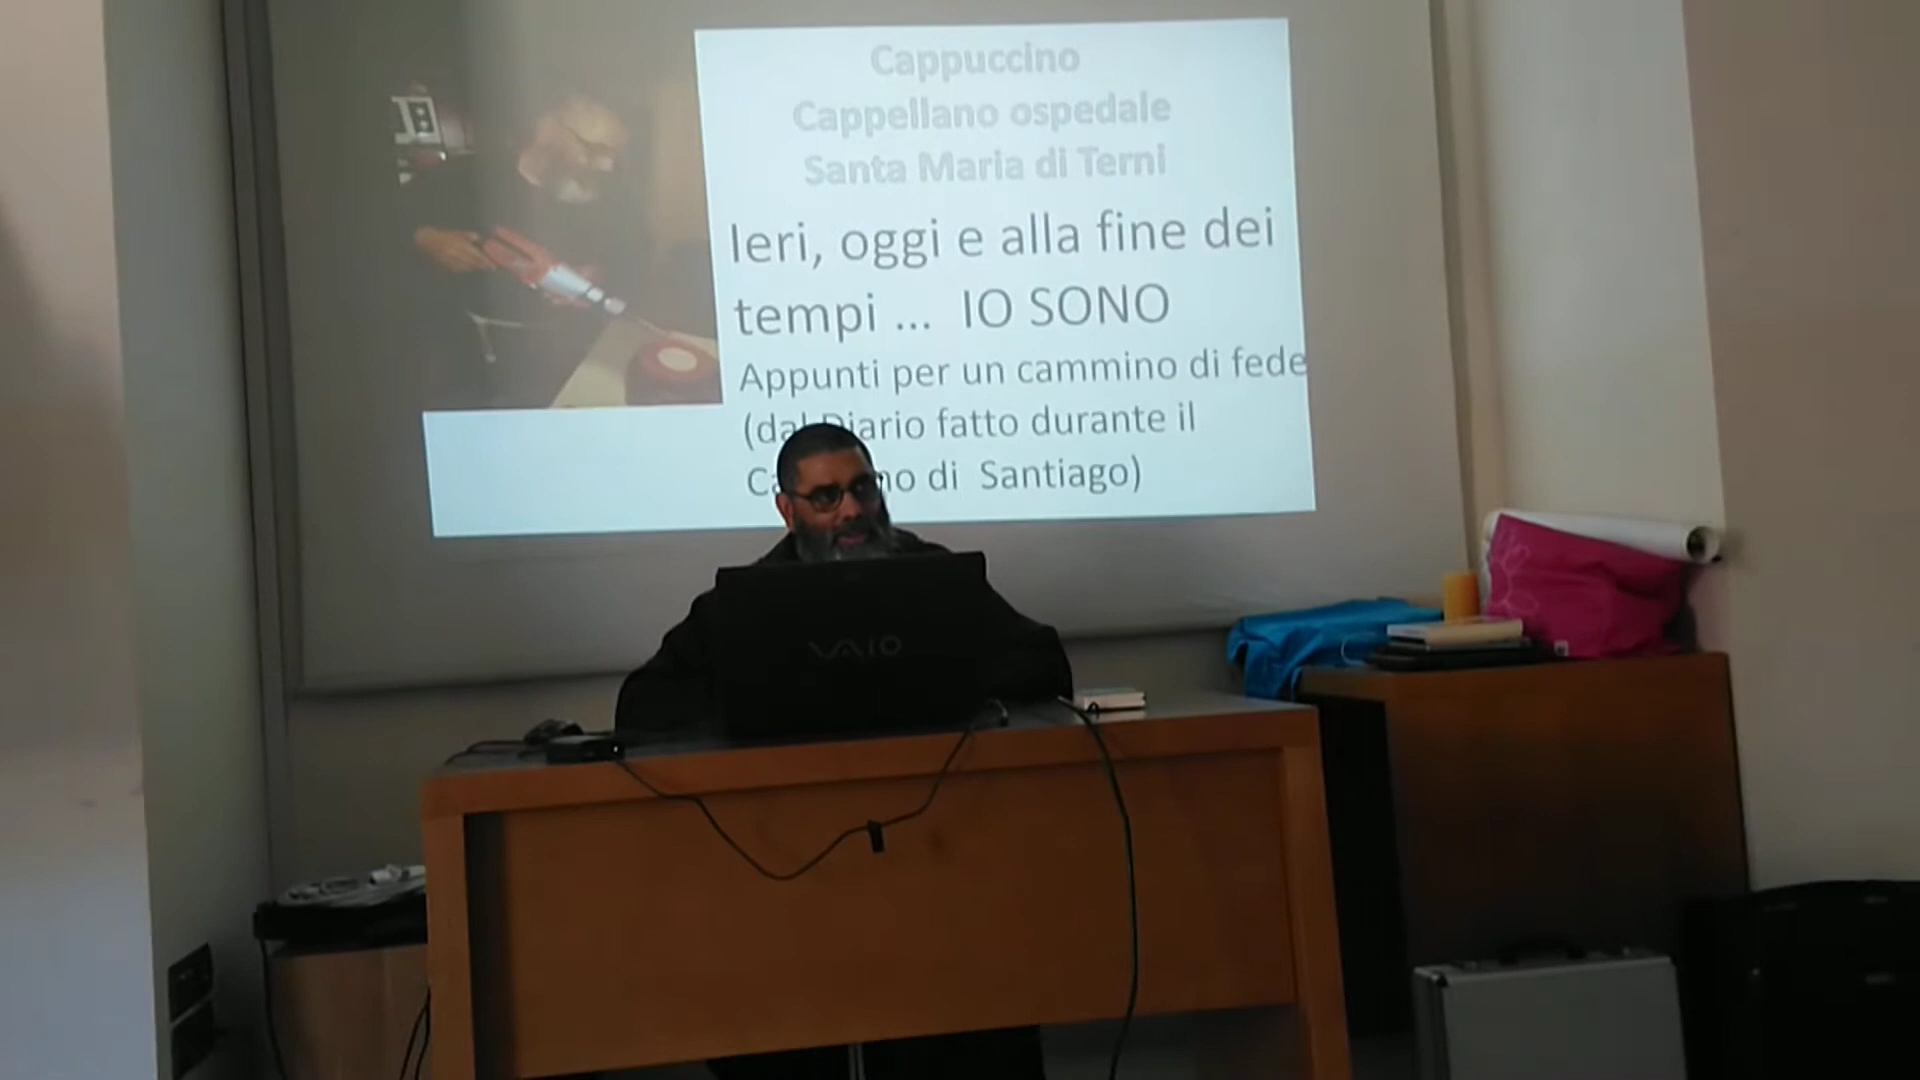 Cappuccino
Cappellano ospedale
Santa Maria di Terni
Ieri, oggi e alla fine dei
tempi ... IO SONO
Appunti per un cammino di fede
(dal Diario fatto durante il
di Santiago)
VAIO